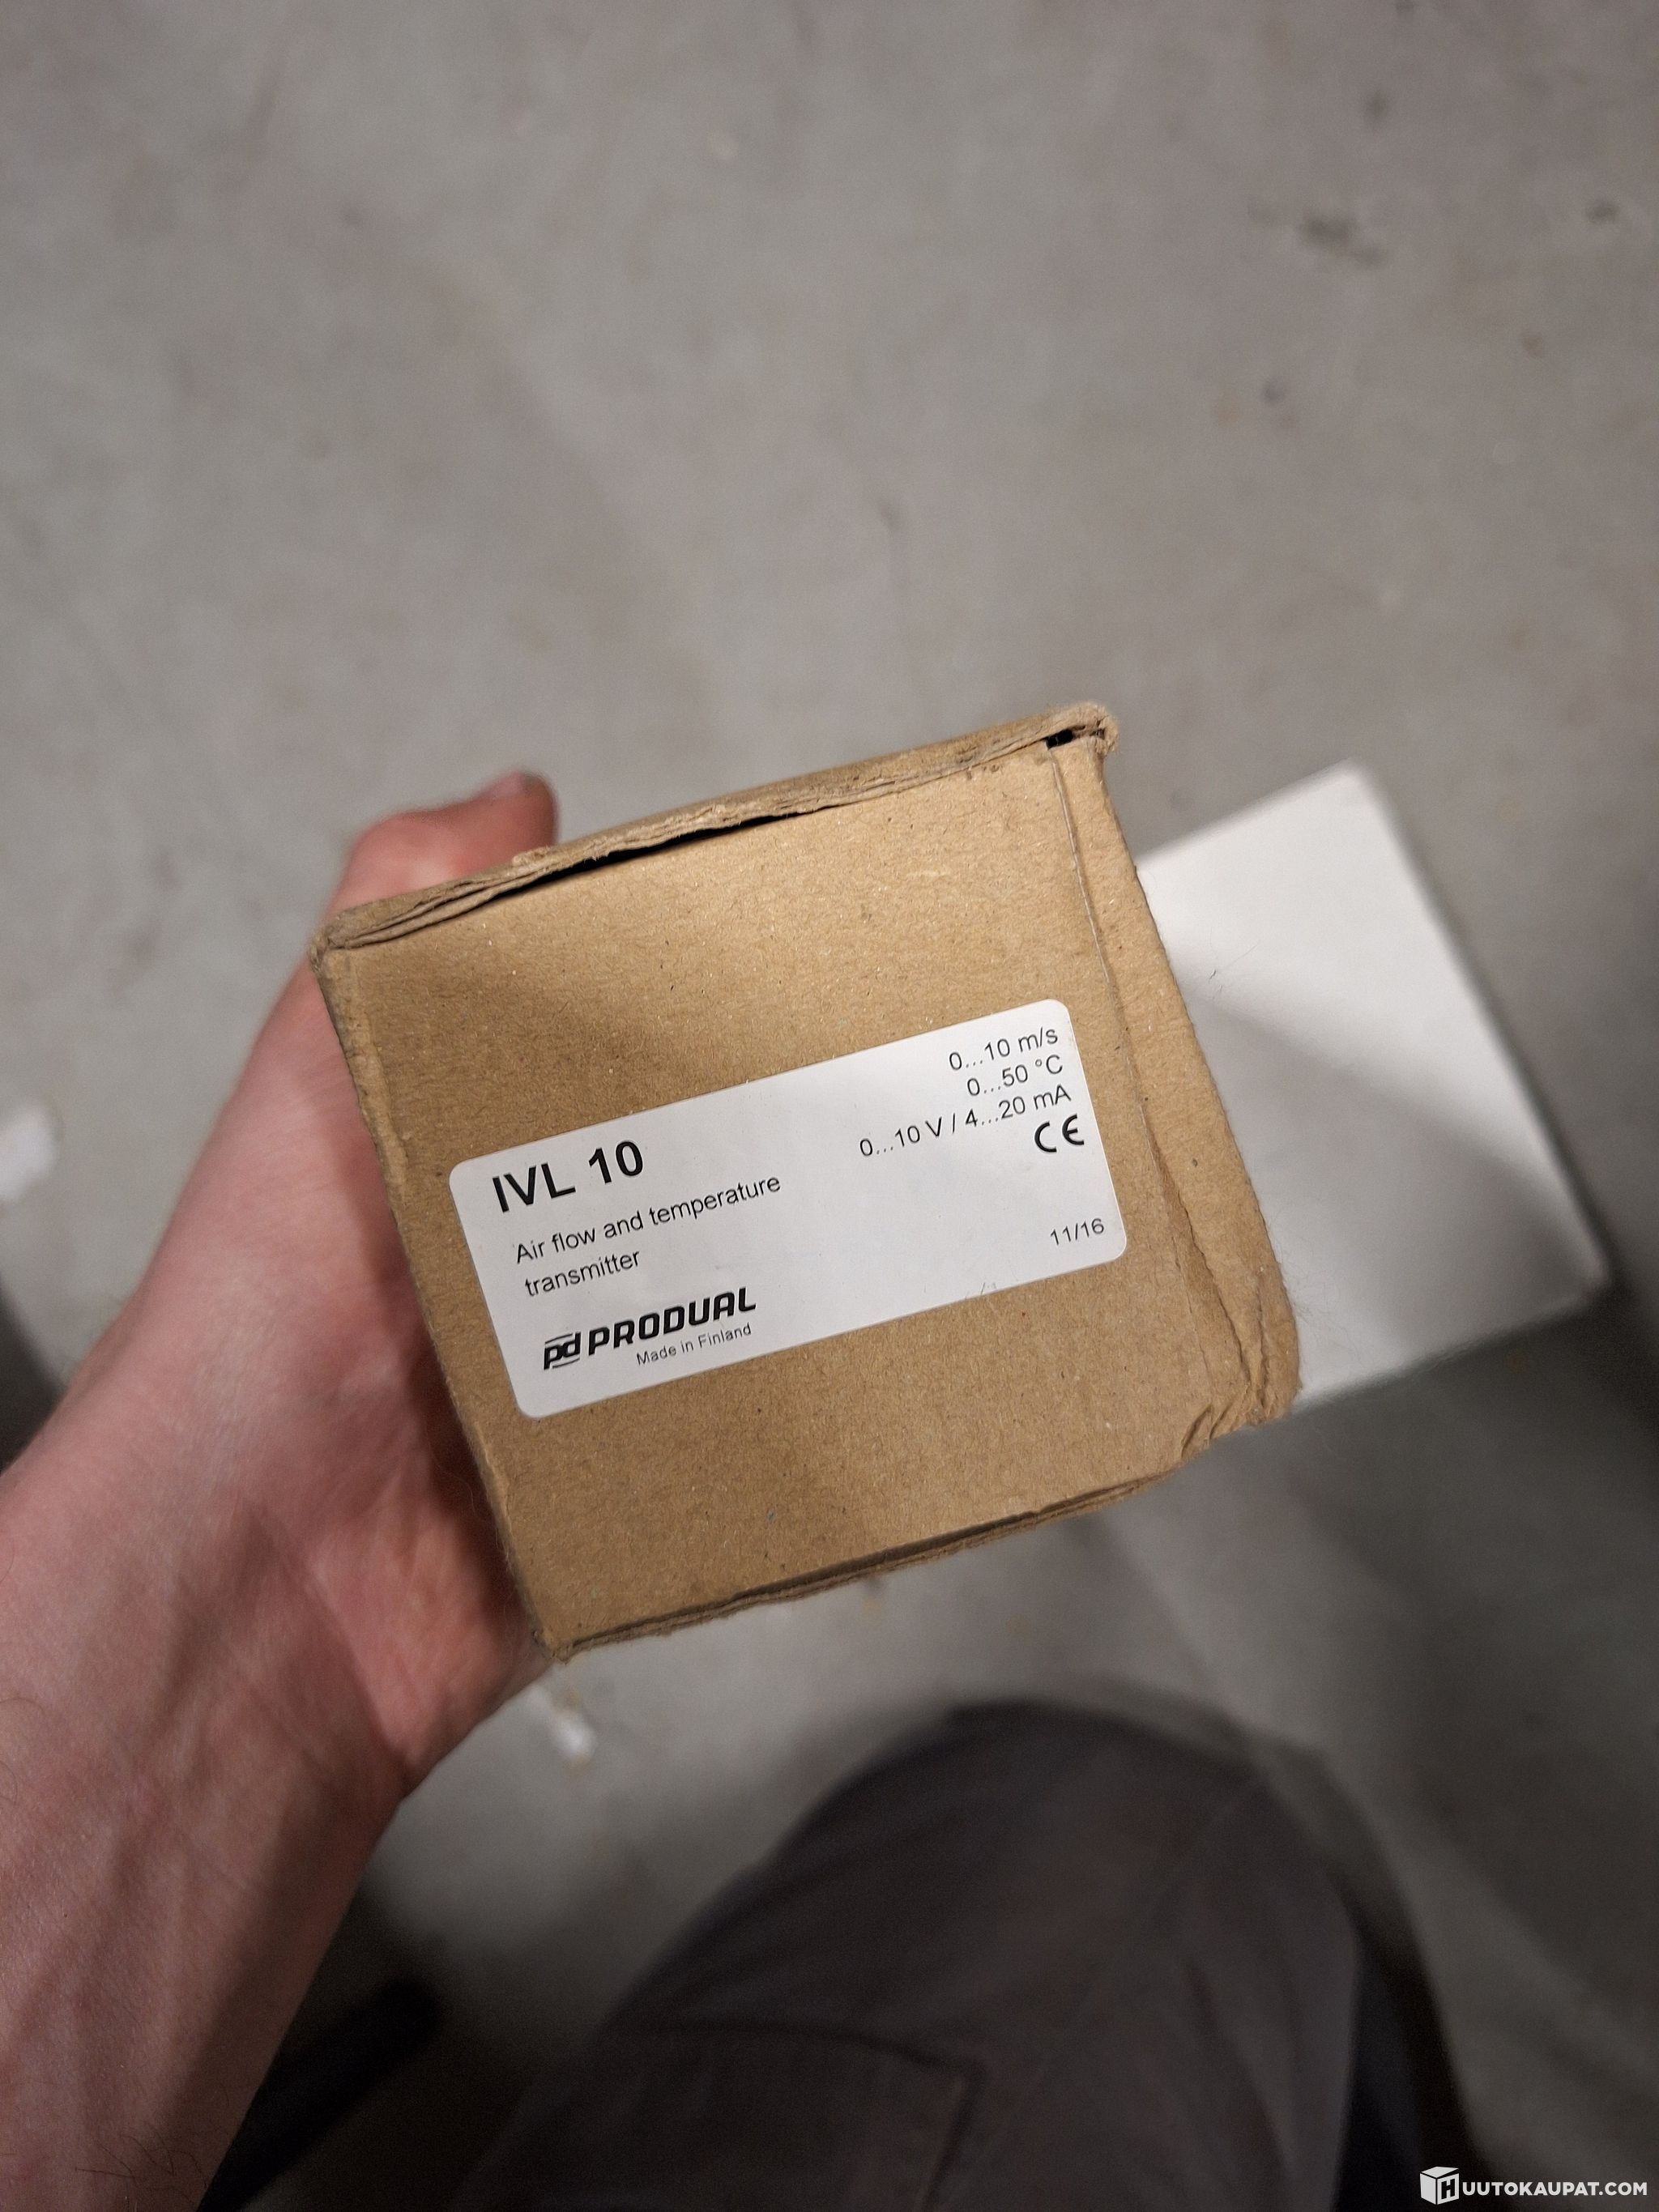 IVL 10
Air flow and temperature
transmitter
pd PRODUAL
Made in Finland
0...10 m/s
0...50 °C
0...10 V / 4...20 mA
CE
11/16
HUUTOKAUPAT.COM